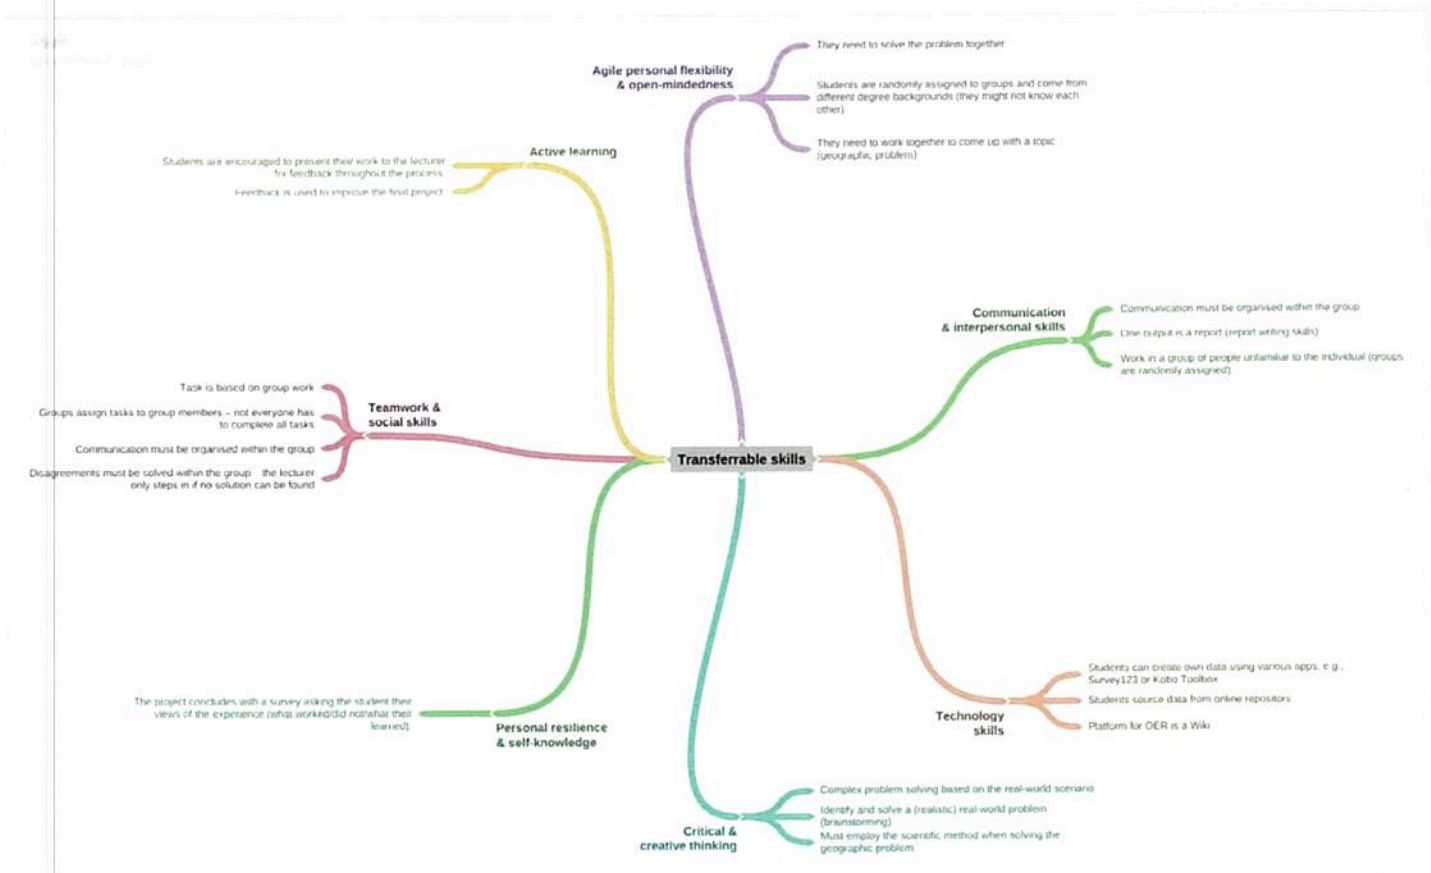 They need to solve the problem together
Agile personal flexibility
& open-mindedness
Students are randomly assigned to groups and come from
different degree backgrounds (they might not know each
other)
They need to work together to come up with a topic
(geographic problem)
Active learning
Students are encouraged to present their work to the lecturer
for feedback throughout the process
Feedback is used to improve the final project
Communication
& interpersonal skills
Communication must be organised within the group
One output is a report (report writing skills)
Work in a group of people unfamiliar to the individual (groups
are randomly assigned)
Task is based on group work
Teamwork &
social skills
Groups assign tasks to group members – not everyone has
to complete all tasks
Communication must be organised within the group
Disagreements must be solved within the group the lecturer
only steps in if no solution can be found
Transferrable skills
Students can create own data using various apps, e.g.,
Survey123 or Kobo Toolbox
Students source data from online repositors
Platform for OER is a Wiki
Technology
skills
The project concludes with a survey asking the student their
views of the experience (what worked/did not/what their
learned)
Personal resilience
& self-knowledge
Complex problem solving based on the real-world scenario
Identify and solve a (realistic) real-world problem
(brainstorming)
Must employ the scientific method when solving the
geographic problem
Critical &
creative thinking